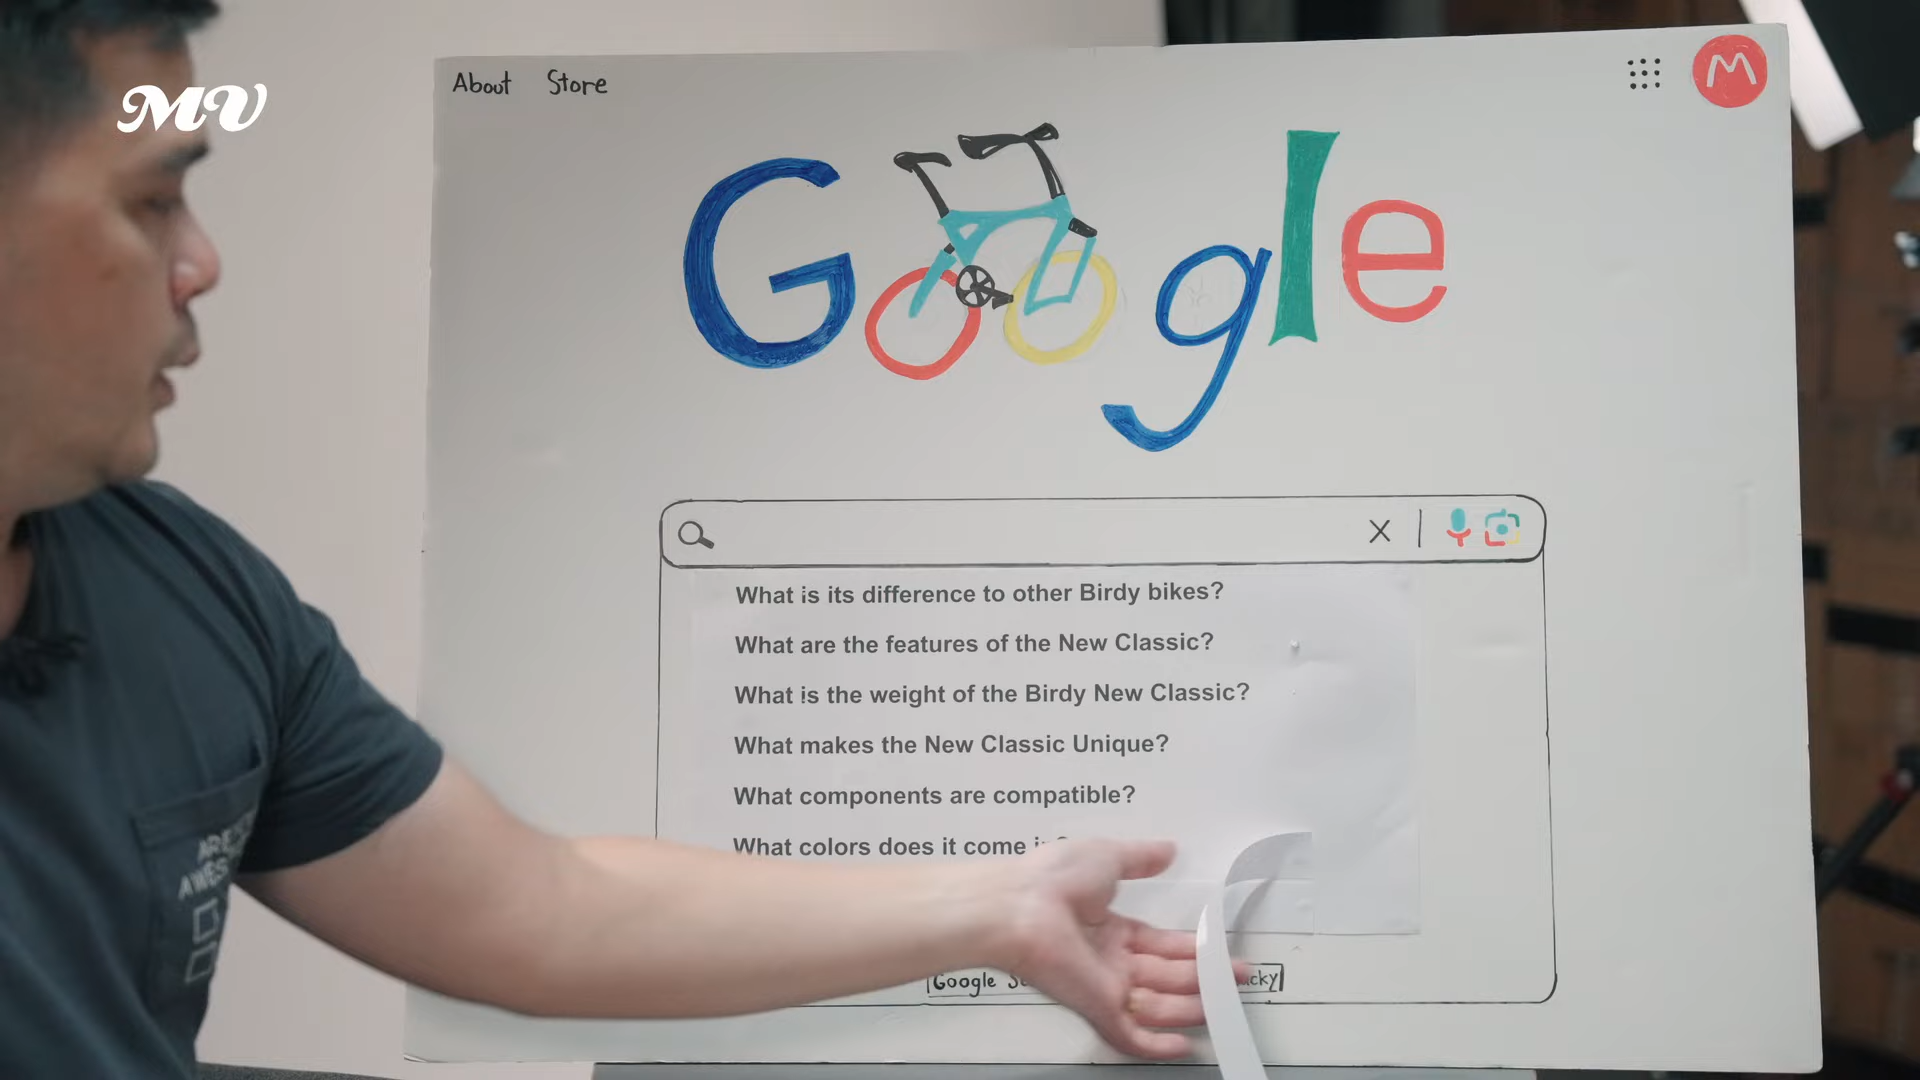 MV
About Store
M
Google
X
What is its difference to other Birdy bikes?
What are the features of the New Classic?
What is the weight of the Birdy New Classic?
What makes the New Classic Unique?
What components are compatible?
What colors does it come
Google